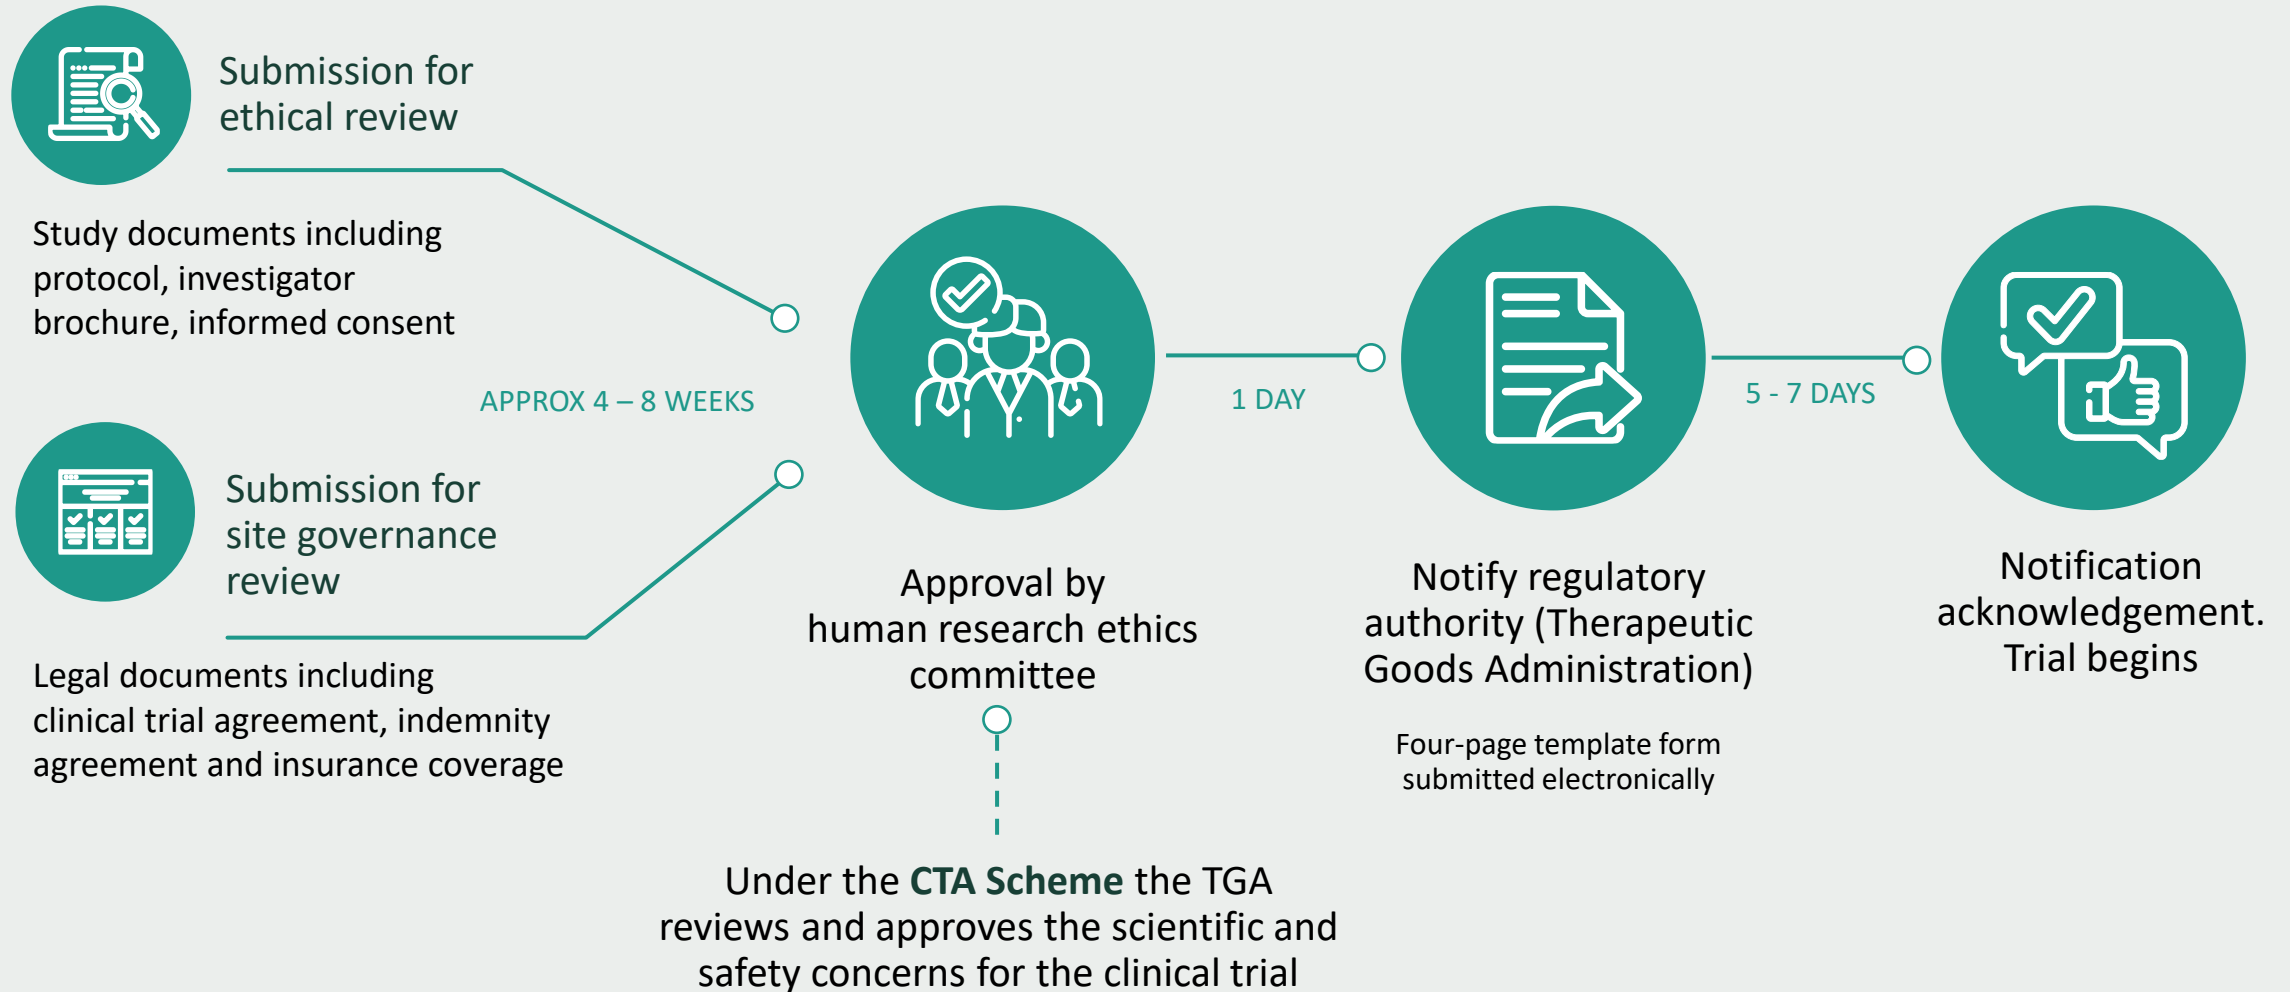 Submission for
ethical review
Study documents including
protocol, investigator
brochure, informed consent
APPROX 4 – 8 WEEKS
Submission for
site governance
review
Legal documents including
clinical trial agreement, indemnity
agreement and insurance coverage
Approval by
human research ethics
committee
Under the CTA Scheme the TGA
reviews and approves the scientific and
safety concerns for the clinical trial
1 DAY
Notify regulatory
authority (Therapeutic
Goods Administration)
Four-page template form
submitted electronically
5 - 7 DAYS
Notification
acknowledgement.
Trial begins